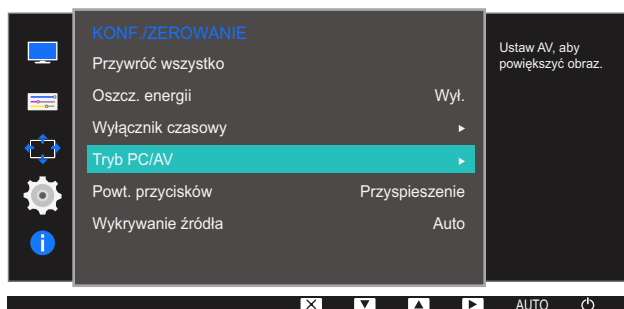 KONF./ZEROWANIE
Przywróć wszystko
Oszcz. energii Wył.
Wyłącznik czasowy
Tryb PC/AV
Powt. przycisków Przyspieszenie
Wykrywanie źródła Auto
Ustaw AV, aby
powiększyć obraz.
AUTO